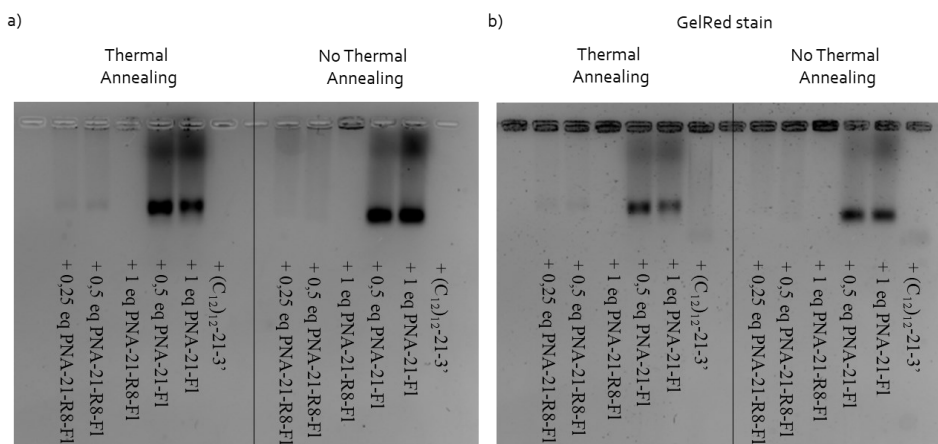 a)
Thermal
Annealing
No Thermal
Annealing
+ 0,25 eq PNA-21-R8-Fl
+ 0,5 eq PNA-21-R8-Fl
+ 1 eq PNA-21-R8-Fl
+ 0,5 eq PNA-21-Fl
+ 1 eq PNA-21-Fl
+ (C₁₂)₁₂-21-3’
+ 0,25 eq PNA-21-R8-Fl
+ 0,5 eq PNA-21-R8-Fl
+ 1 eq PNA-21-R8-Fl
+ 0,5 eq PNA-21-Fl
+ 1 eq PNA-21-Fl
+ (C₁₂)₁₂-21-3’
b)
GelRed stain
Thermal
Annealing
No Thermal
Annealing
+ 0,25 eq PNA-21-R8-Fl
+ 0,5 eq PNA-21-R8-Fl
+ 1 eq PNA-21-R8-Fl
+ 0,5 eq PNA-21-Fl
+ 1 eq PNA-21-Fl
+ (C₁₂)₁₂-21-3’
+ 0,25 eq PNA-21-R8-Fl
+ 0,5 eq PNA-21-R8-Fl
+ 1 eq PNA-21-R8-Fl
+ 0,5 eq PNA-21-Fl
+ 1 eq PNA-21-Fl
+ (C₁₂)₁₂-21-3’